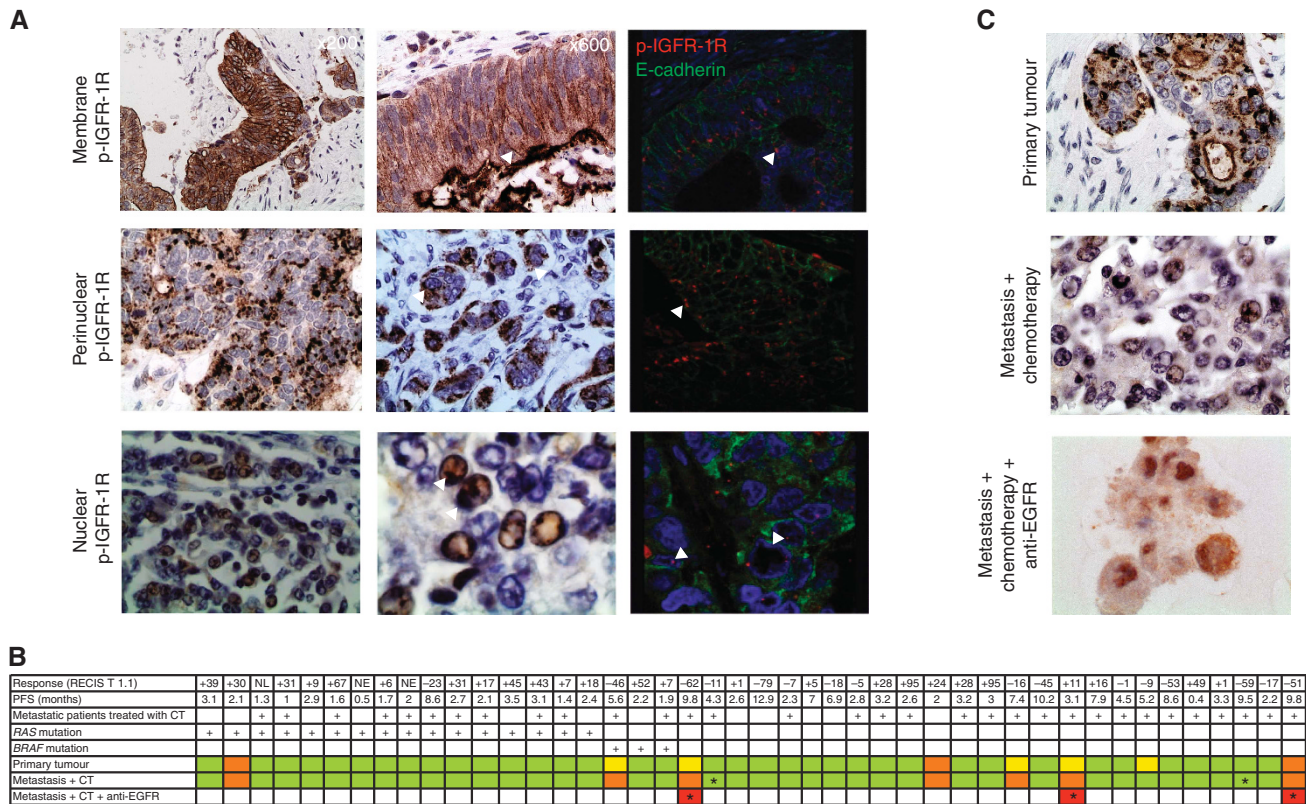 A
C
x200
x600
p-IGFR-1R
E-cadherin
Membrane
p-IGFR-1R
Perinuclear
p-IGFR-1R
Nuclear
p-IGFR-1R
Primary tumour
Metastasis +
chemotherapy
Metastasis +
chemotherapy +
anti-EGFR
B
Response (RECIS T 1.1) +39 +30 NL +31 +9 +67 NE +6 NE –23 +31 +17 +45 +43 +7 +18 –46 +52 +7 –62 –11 +1 –79 –7 +5 –18 –5 +28 +95 +24 +28 +95 –16 –45 +11 +16 –1 –9 –53 +49 +1 –59 –17 –51
PFS (months) 3.1 2.1 1.3 1 2.9 1.6 0.5 1.7 2 8.6 2.7 2.1 3.5 3.1 1.4 2.4 5.6 2.2 1.9 9.8 4.3 2.6 12.9 2.3 7 6.9 2.8 3.2 2.6 2 3.2 3 7.4 10.2 3.1 7.9 4.5 5.2 8.6 0.4 3.3 9.5 2.2 9.8
Metastatic patients treated with CT + + + + + + + + + + + + + + + + + + + + + + + + + + + + + + + +
RAS mutation + + + + + + + + + + + + + + + +
BRAF mutation + + +
Primary tumour
Metastasis + CT * *
Metastasis + CT + anti-EGFR * * *